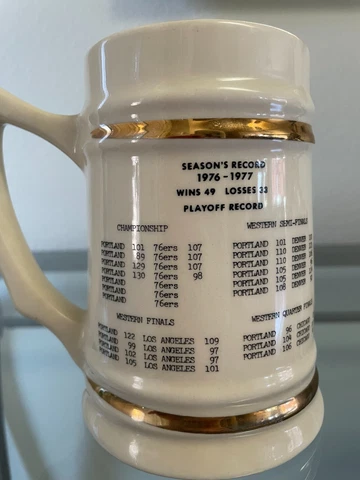 SEASON'S RECORD
1976-1977
WINS 49 LOSSES 33
PLAYOFF RECORD
CHAMPIONSHIP
PORTLAND 101 76ers 107
PORTLAND 89 76ers 107
PORTLAND 129 76ers 107
PORTLAND 130 76ers 98
PORTLAND 76ers
PORTLAND 76ers
WESTERN SEMI-FINALS
PORTLAND 101 DENVER
PORTLAND 110 DENVER
PORTLAND 110 DENVER
PORTLAND 105 DENVER
PORTLAND 105 DENVER
PORTLAND 108
WESTERN FINALS
PORTLAND 122 LOS ANGELES 109
PORTLAND 99 LOS ANGELES 97
PORTLAND 102 LOS ANGELES 97
PORTLAND 105 LOS ANGELES 101
WESTERN QUARTER FINALS
PORTLAND 96 CHICAGO
PORTLAND 104 CHICAGO
PORTLAND 106 CHICAGO